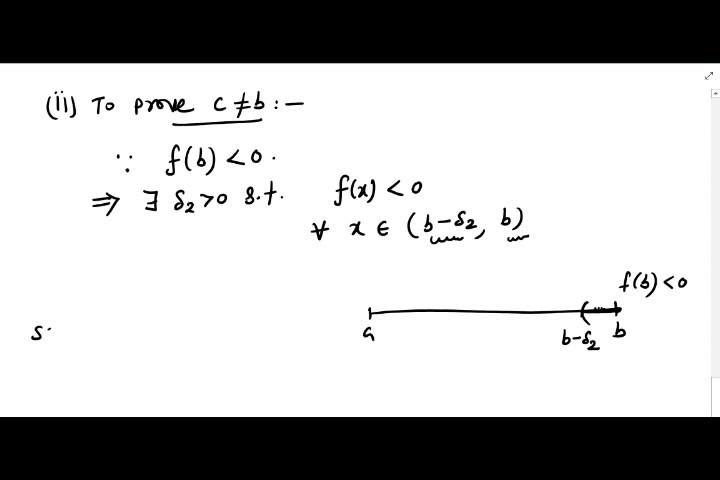 (ii) To prove c ≠ b : –
∵ f(b) < 0.
⇒ ∃ δ₂ > 0 s.t. f(x) < 0
∀ x ∈ (b-δ₂, b)
f(b) < 0
a b-δ₂ b
s.